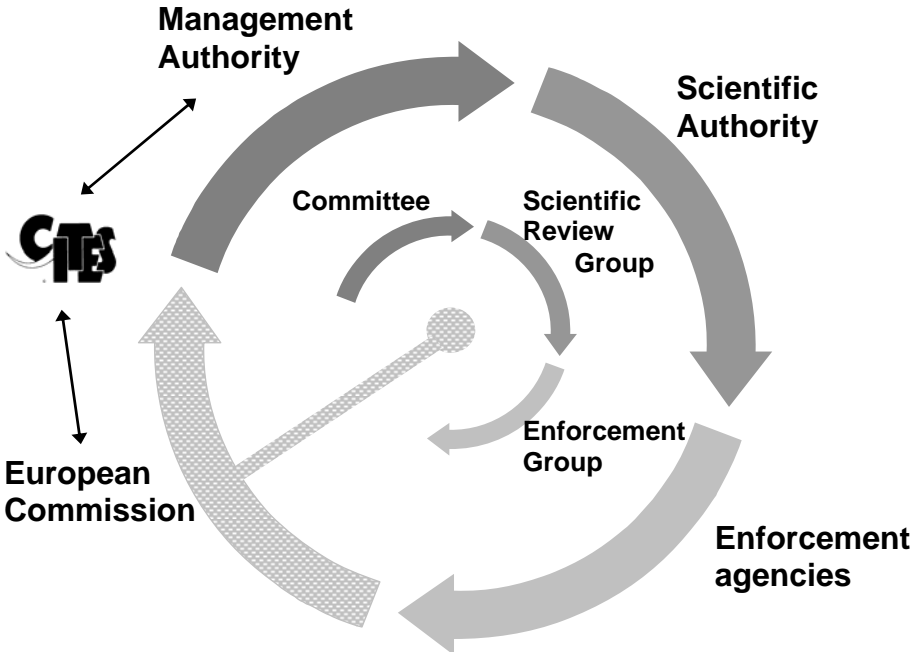 Management
Authority
Scientific
Authority
Committee
Scientific
Review
Group
CITES
Enforcement
Group
European
Commission
Enforcement
agencies